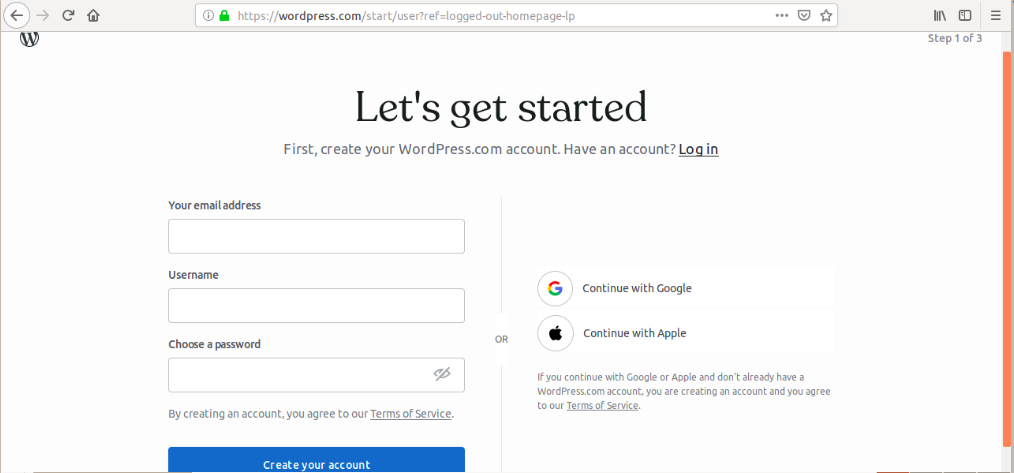 https://wordpress.com/start/user?ref=logged-out-homepage-lp
Step 1 of 3
Let's get started
First, create your WordPress.com account. Have an account? Log in
Your email address
Username
Choose a password
By creating an account, you agree to our Terms of Service.
Create your account
OR
Continue with Google
Continue with Apple
If you continue with Google or Apple and don't already have a
WordPress.com account, you are creating an account and you agree
to our Terms of Service.